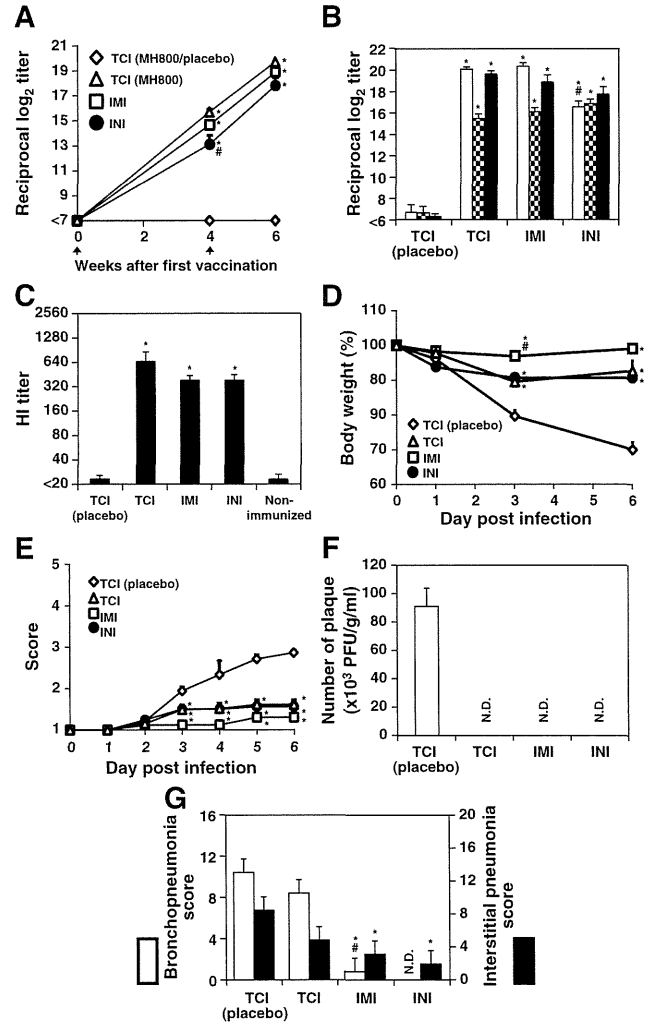 A
Reciprocal log2 titer
21
19
17
15
13
11
9
<7
TCI (MH800/placebo)
TCI (MH800)
IMI
INI
*
*
*
*
*
*
#
0 2 4 6
Weeks after first vaccination
B
Reciprocal log2 titer
22
20
18
16
14
12
10
8
<6
* * *
* * *
* # * *
TCI (placebo) TCI IMI INI
C
HI titer
2560
1280
640
320
160
80
40
<20
* * *
TCI (placebo) TCI IMI INI Non-immunized
D
Body weight (%)
110
100
80
90
70
60
*
#
*
*
*
*
*
TCI (placebo)
TCI
IMI
INI
0 1 2 3 4 5 6
Day post infection
E
Score
5
4
3
2
1
TCI (placebo)
TCI
IMI
INI
* * * *
* * * *
* * * *
0 1 2 3 4 5 6
Day post infection
F
Number of plaque
(x10³ PFU/g/ml)
120
100
80
60
40
20
0
N.D. N.D. N.D.
TCI (placebo) TCI IMI INI
G
Bronchopneumonia score
16
12
8
4
0
* # * N.D. *
20
16
12
8
4
0
Interstitial pneumonia score
TCI (placebo) TCI IMI INI